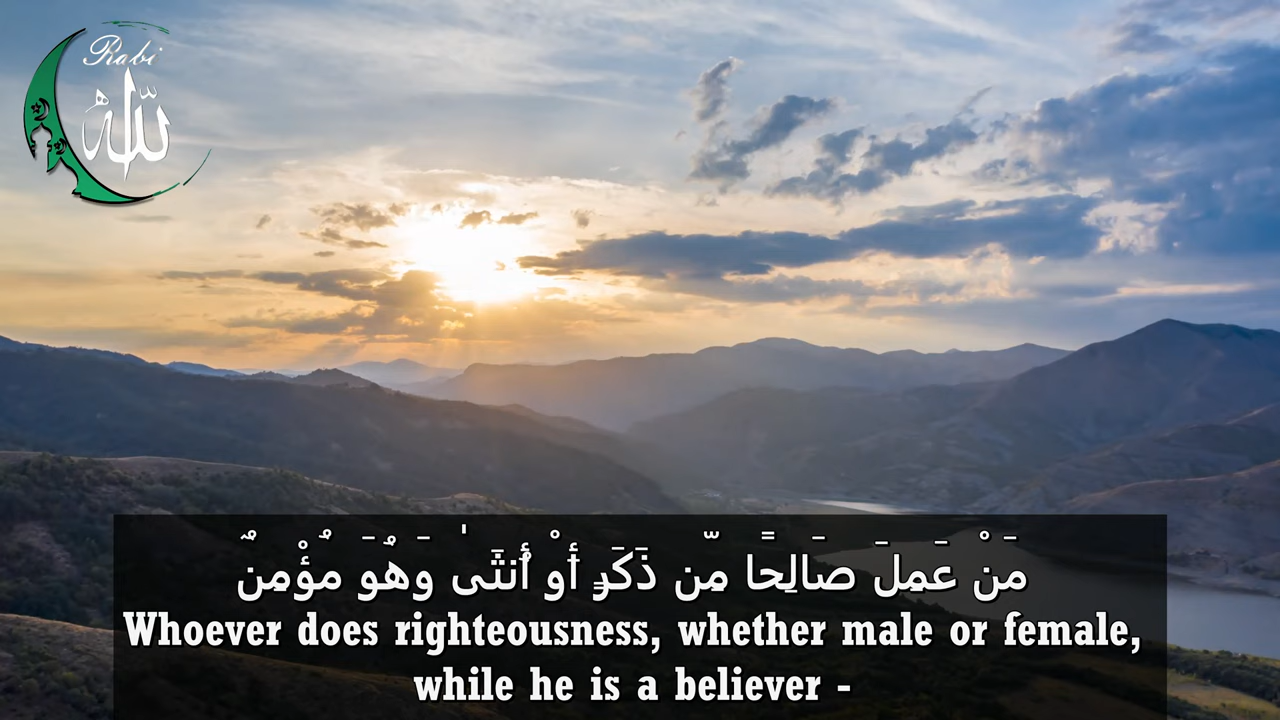 Rabi
الله
مَنْ عَمِلَ صَالِحًا مِّن ذَكَرٍ أَوْ أُنثَىٰ وَهُوَ مُؤْمِنٌ
Whoever does righteousness, whether male or female,
while he is a believer -